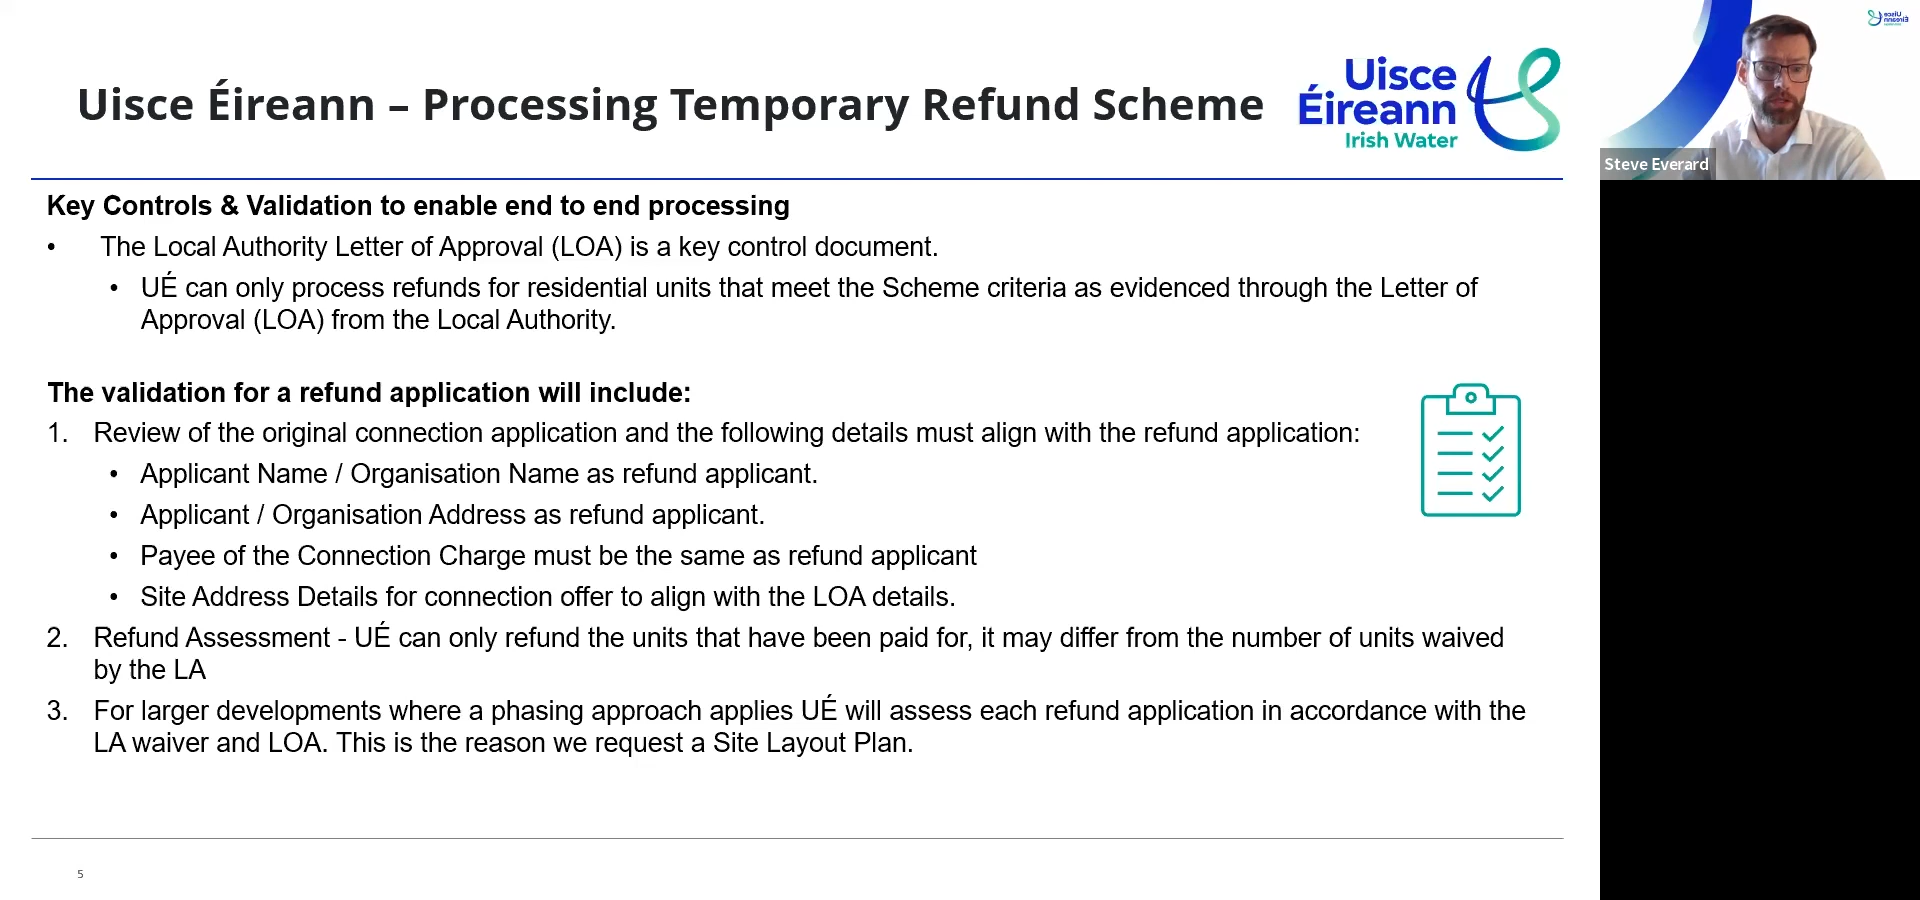 Uisce Éireann – Processing Temporary Refund Scheme
Uisce
Éireann
Irish Water
Uisce
Éireann
Steve Everard
Key Controls & Validation to enable end to end processing
• The Local Authority Letter of Approval (LOA) is a key control document.
• UÉ can only process refunds for residential units that meet the Scheme criteria as evidenced through the Letter of
Approval (LOA) from the Local Authority.
The validation for a refund application will include:
1. Review of the original connection application and the following details must align with the refund application:
• Applicant Name / Organisation Name as refund applicant.
• Applicant / Organisation Address as refund applicant.
• Payee of the Connection Charge must be the same as refund applicant
• Site Address Details for connection offer to align with the LOA details.
2. Refund Assessment - UÉ can only refund the units that have been paid for, it may differ from the number of units waived
by the LA
3. For larger developments where a phasing approach applies UÉ will assess each refund application in accordance with the
LA waiver and LOA. This is the reason we request a Site Layout Plan.
5